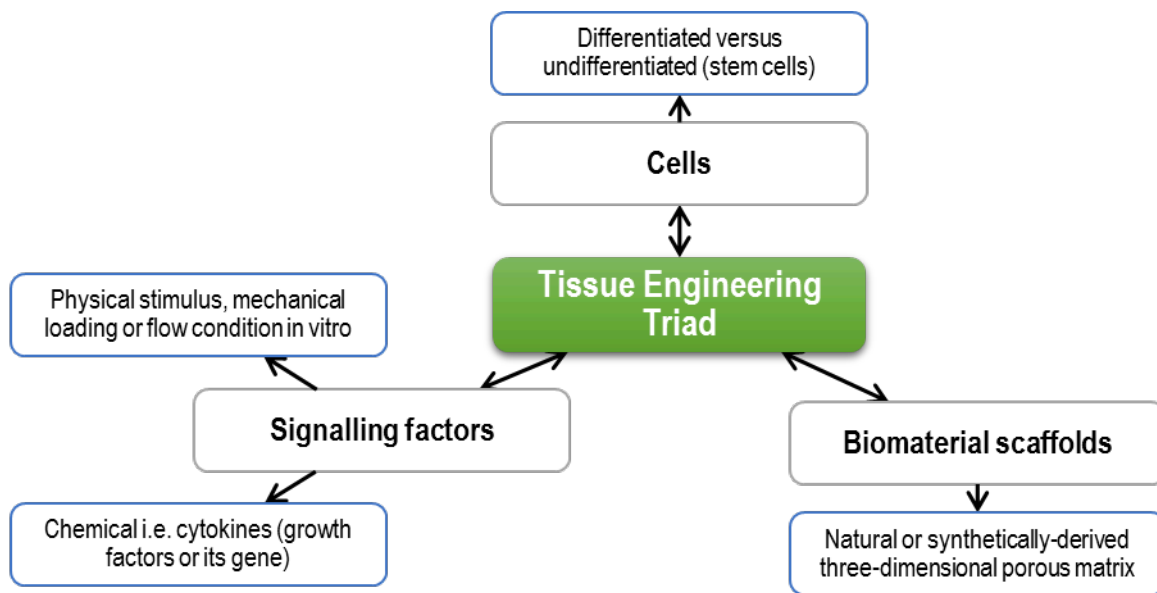 Differentiated versus
undifferentiated (stem cells)
Cells
Tissue Engineering
Triad
Physical stimulus, mechanical
loading or flow condition in vitro
Signalling factors
Chemical i.e. cytokines (growth
factors or its gene)
Biomaterial scaffolds
Natural or synthetically-derived
three-dimensional porous matrix